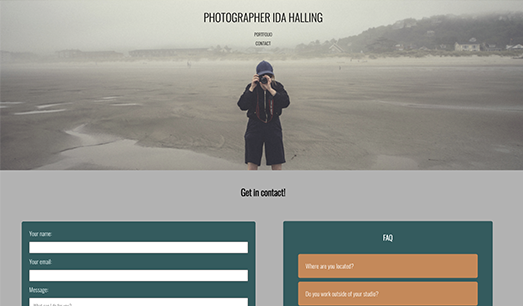 PHOTOGRAPHER IDA HALLING
PORTFOLIO
CONTACT
Get in contact!
Your name:
Your email:
Message:
FAQ
Where are you located?
Do you work outside of your studio?